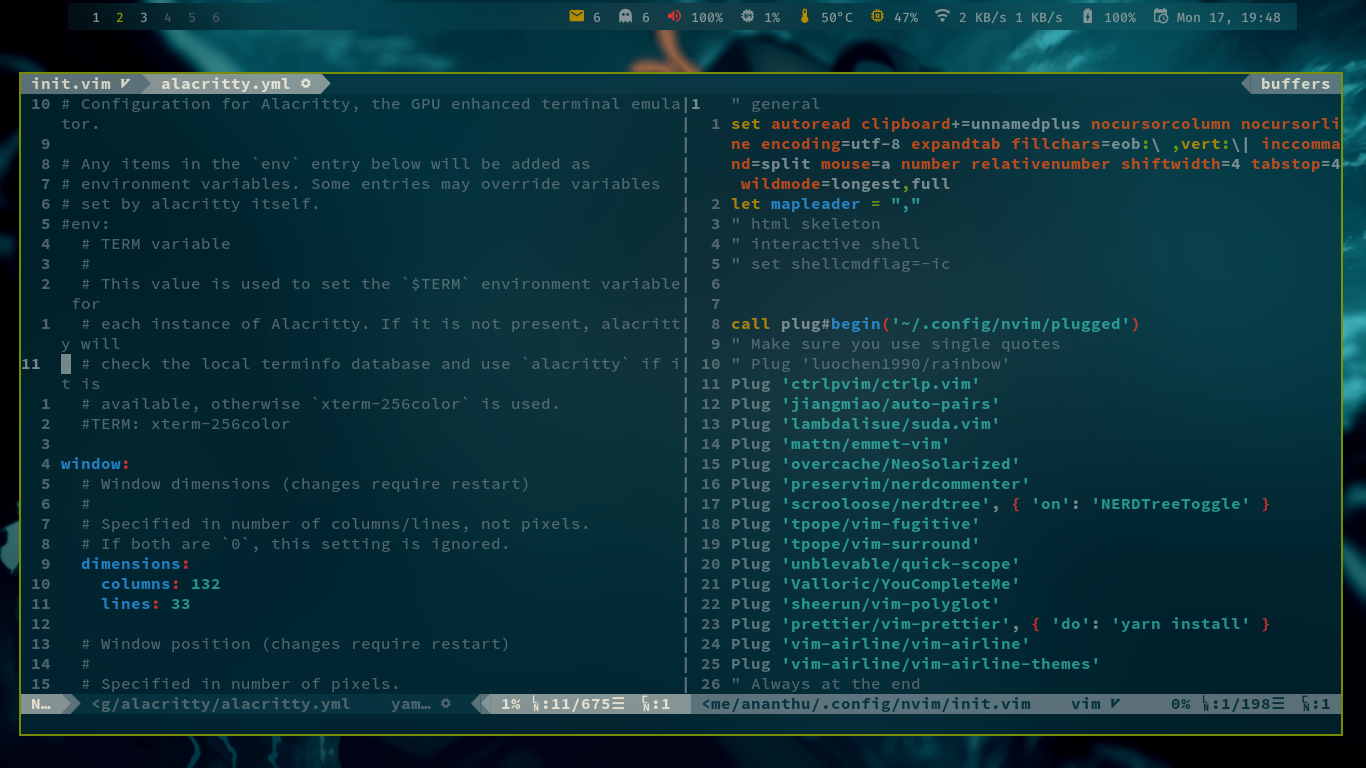 1 2 3 4 5 6
6 6 100% 1% 50°C 47% 2 KB/s 1 KB/s 100% Mon 17, 19:48
init.vim alacritty.yml
buffers
10 # Configuration for Alacritty, the GPU enhanced terminal emula
tor.
9
8 # Any items in the `env` entry below will be added as
7 # environment variables. Some entries may override variables
6 # set by alacritty itself.
5 #env:
4   # TERM variable
3   #
2   # This value is used to set the `$TERM` environment variable
 for
1   # each instance of Alacritty. If it is not present, alacritt
y will
11   # check the local terminfo database and use `alacritty` if i
t is
1   # available, otherwise `xterm-256color` is used.
2   #TERM: xterm-256color
3
4 window:
5   # Window dimensions (changes require restart)
6   #
7   # Specified in number of columns/lines, not pixels.
8   # If both are `0`, this setting is ignored.
9   dimensions:
10     columns: 132
11     lines: 33
12
13   # Window position (changes require restart)
14   #
15   # Specified in number of pixels.
N… <g/alacritty/alacritty.yml yam… 1% LN:11/675☰ CN:1
1 " general
1 set autoread clipboard+=unnamedplus nocursorcolumn nocursorli
ne encoding=utf-8 expandtab fillchars=eob:\ ,vert:\| inccomma
nd=split mouse=a number relativenumber shiftwidth=4 tabstop=4
 wildmode=longest,full
2 let mapleader = ","
3 " html skeleton
4 " interactive shell
5 " set shellcmdflag=-ic
6
7
8 call plug#begin('~/.config/nvim/plugged')
9 " Make sure you use single quotes
10 " Plug 'luochen1990/rainbow'
11 Plug 'ctrlpvim/ctrlp.vim'
12 Plug 'jiangmiao/auto-pairs'
13 Plug 'lambdalisue/suda.vim'
14 Plug 'mattn/emmet-vim'
15 Plug 'overcache/NeoSolarized'
16 Plug 'preservim/nerdcommenter'
17 Plug 'scrooloose/nerdtree', { 'on': 'NERDTreeToggle' }
18 Plug 'tpope/vim-fugitive'
19 Plug 'tpope/vim-surround'
20 Plug 'unblevable/quick-scope'
21 Plug 'Valloric/YouCompleteMe'
22 Plug 'sheerun/vim-polyglot'
23 Plug 'prettier/vim-prettier', { 'do': 'yarn install' }
24 Plug 'vim-airline/vim-airline'
25 Plug 'vim-airline/vim-airline-themes'
26 " Always at the end
<me/ananthu/.config/nvim/init.vim vim 0% LN:1/198☰ CN:1